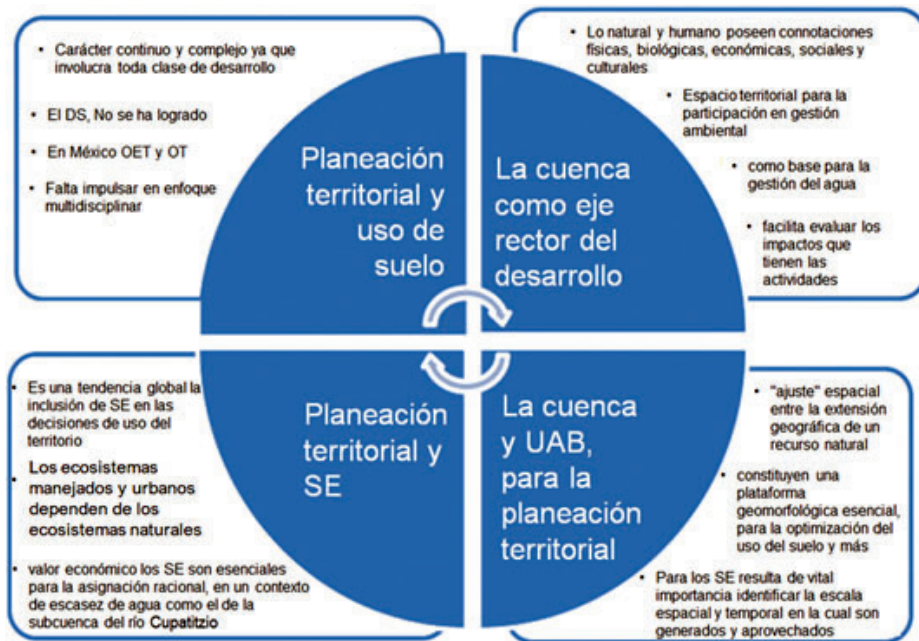 • Carácter continuo y complejo ya que
involucra toda clase de desarrollo
• El DS, No se ha logrado
• En México OET y OT
• Falta impulsar en enfoque
multidisciplinar
Planeación
territorial y
uso de
suelo
• Lo natural y humano poseen connotaciones
físicas, biológicas, económicas, sociales y
culturales
• Espacio territorial para la
participación en gestión
ambiental
• como base para la
gestión del agua
• facilita evaluar los
impactos que
tienen las
actividades
La cuenca
como eje
rector del
desarrollo
• Es una tendencia global la
inclusión de SE en las
decisiones de uso del
territorio
• Los ecosistemas
manejados y urbanos
dependen de los
ecosistemas naturales
• valor económico los SE son esenciales
para la asignación racional, en un contexto
de escasez de agua como el de la
subcuenca del río Cupatitzio
Planeación
territorial y
SE
La cuenca
y UAB,
para la
planeación
territorial
• "ajuste" espacial
entre la extensión
geográfica de un
recurso natural
• constituyen una
plataforma
geomorfológica esencial,
para la optimización del
uso del suelo y más
• Para los SE resulta de vital
importancia identificar la escala
espacial y temporal en la cual son
generados y aprovechados